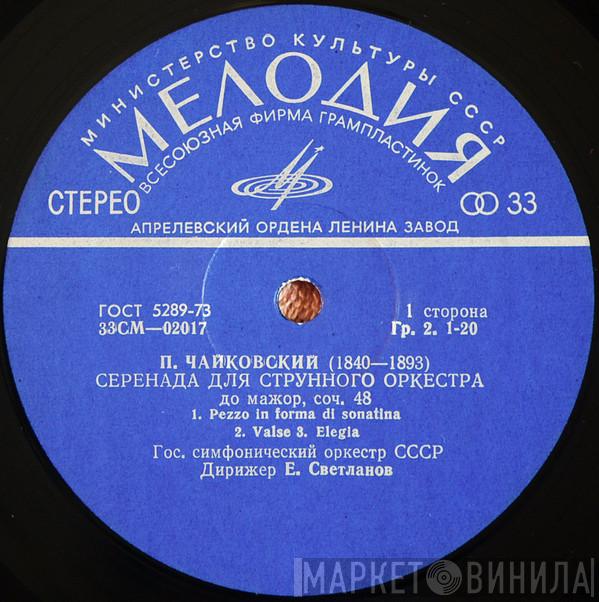 МИНИСТЕРСТВО КУЛЬТУРЫ СССР
МЕЛОДИЯ
ВСЕСОЮЗНАЯ ФИРМА ГРАМПЛАСТИНОК
СТЕРЕО
33
АПРЕЛЕВСКИЙ ОРДЕНА ЛЕНИНА ЗАВОД
ГОСТ 5289-73
1 сторона
33СМ—02017
Гр. 2. 1-20
П. ЧАЙКОВСКИЙ (1840—1893)
СЕРЕНАДА ДЛЯ СТРУННОГО ОРКЕСТРА
до мажор, соч. 48
1. Pezzo in forma di sonatina
2. Valse 3. Elegia
Гос. симфонический оркестр СССР
Дирижер Е. Светланов
МАРКЕТ ВИНИЛА